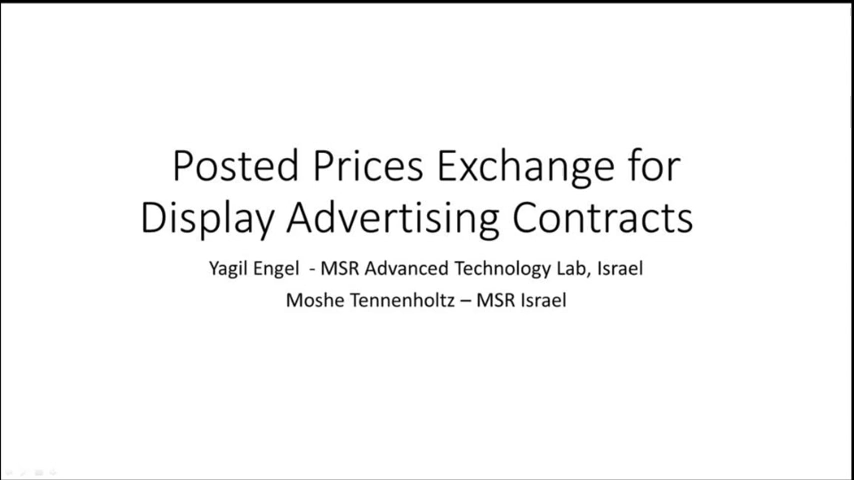 Posted Prices Exchange for
Display Advertising Contracts
Yagil Engel - MSR Advanced Technology Lab, Israel
Moshe Tennenholtz – MSR Israel